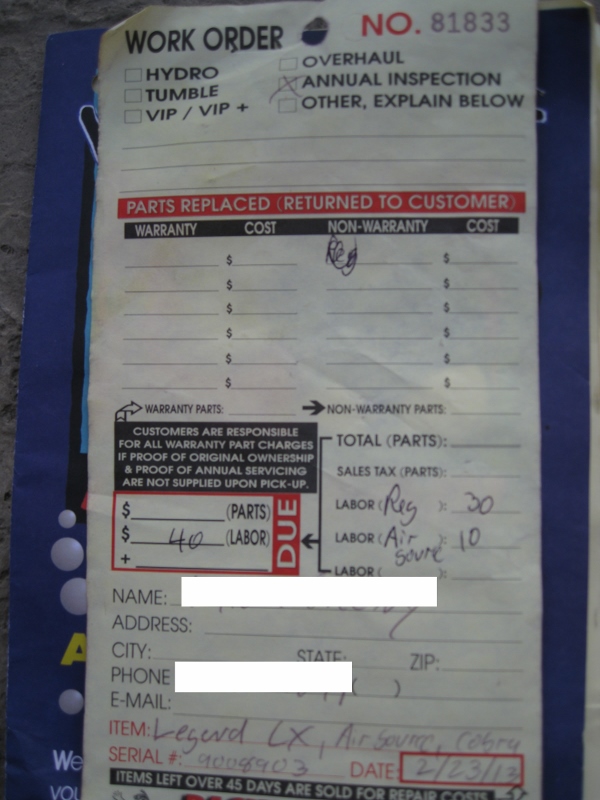 WORK ORDER NO. 81833
HYDRO
TUMBLE
VIP / VIP +
OVERHAUL
ANNUAL INSPECTION
OTHER, EXPLAIN BELOW
PARTS REPLACED (RETURNED TO CUSTOMER)
WARRANTY COST NON-WARRANTY COST
$ Reg $
$ $
$ $
$ $
$ $
$ $
WARRANTY PARTS: NON-WARRANTY PARTS:
CUSTOMERS ARE RESPONSIBLE
FOR ALL WARRANTY PART CHARGES
IF PROOF OF ORIGINAL OWNERSHIP
& PROOF OF ANNUAL SERVICING
ARE NOT SUPPLIED UPON PICK-UP.
$ (PARTS)
$ 40 (LABOR)
+
DUE
TOTAL (PARTS):
SALES TAX (PARTS):
LABOR (Reg ): 30
LABOR (Air Soure ): 10
LABOR ( ):
NAME:
ADDRESS:
CITY: STATE: ZIP:
PHONE ( )
E-MAIL:
ITEM: Legend LX, Air Source, Cobra
SERIAL #: 9008903 DATE: 2/23/13
ITEMS LEFT OVER 45 DAYS ARE SOLD FOR REPAIR COSTS
We